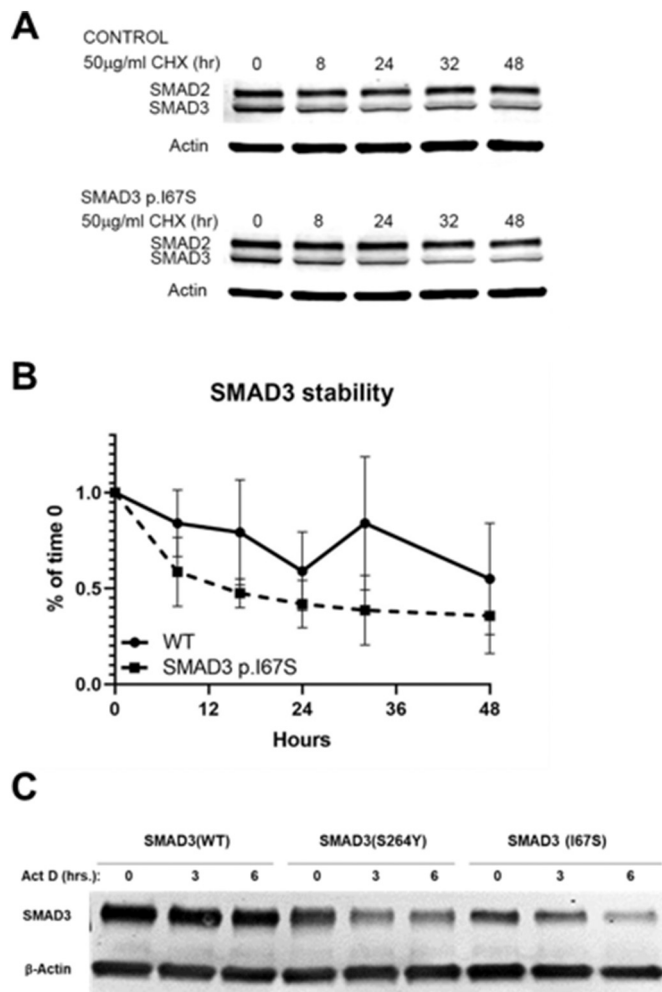 A
CONTROL
50µg/ml CHX (hr) 0 8 24 32 48
SMAD2
SMAD3
Actin
SMAD3 p.I67S
50µg/ml CHX (hr) 0 8 24 32 48
SMAD2
SMAD3
Actin
B
SMAD3 stability
% of time 0
1.0
0.5
0.0
WT
SMAD3 p.I67S
0 12 24 36 48
Hours
C
SMAD3(WT) SMAD3(S264Y) SMAD3 (I67S)
Act D (hrs.): 0 3 6 0 3 6 0 3 6
SMAD3
β-Actin